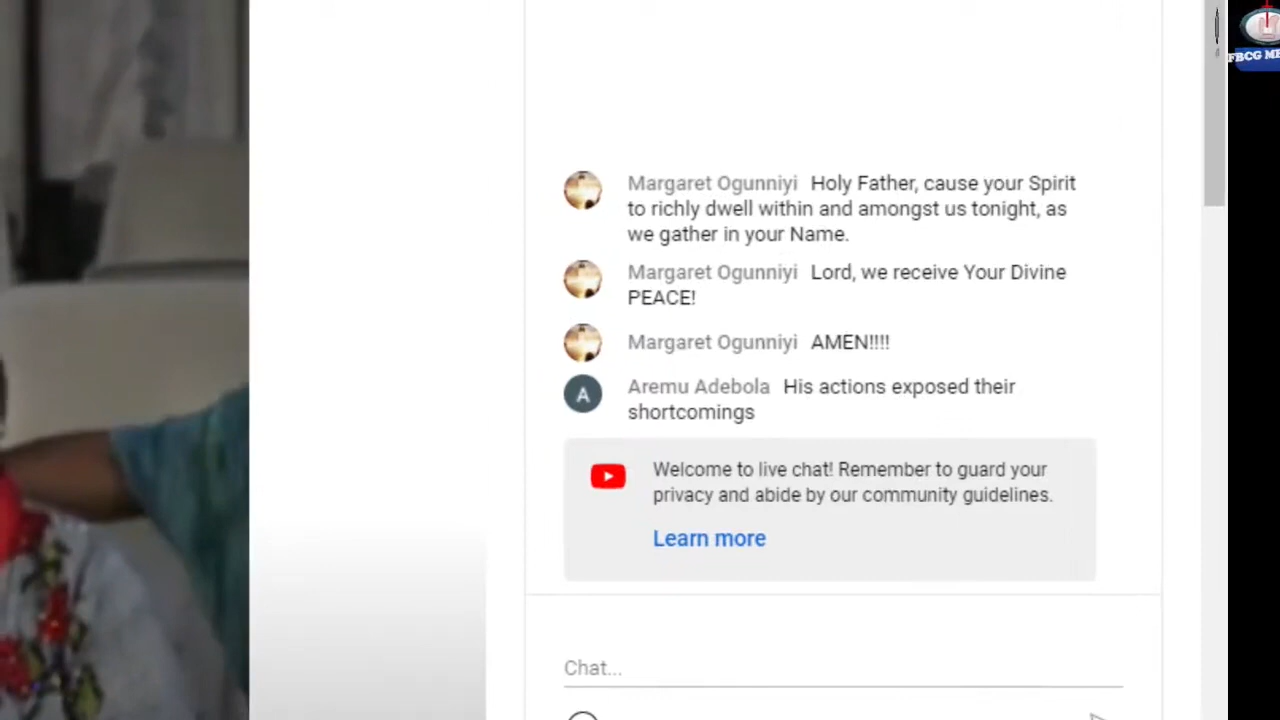 FBCG ME
Margaret Ogunniyi Holy Father, cause your Spirit
to richly dwell within and amongst us tonight, as
we gather in your Name.
Margaret Ogunniyi Lord, we receive Your Divine
PEACE!
Margaret Ogunniyi AMEN!!!!
A Aremu Adebola His actions exposed their
shortcomings
Welcome to live chat! Remember to guard your
privacy and abide by our community guidelines.
Learn more
Chat...